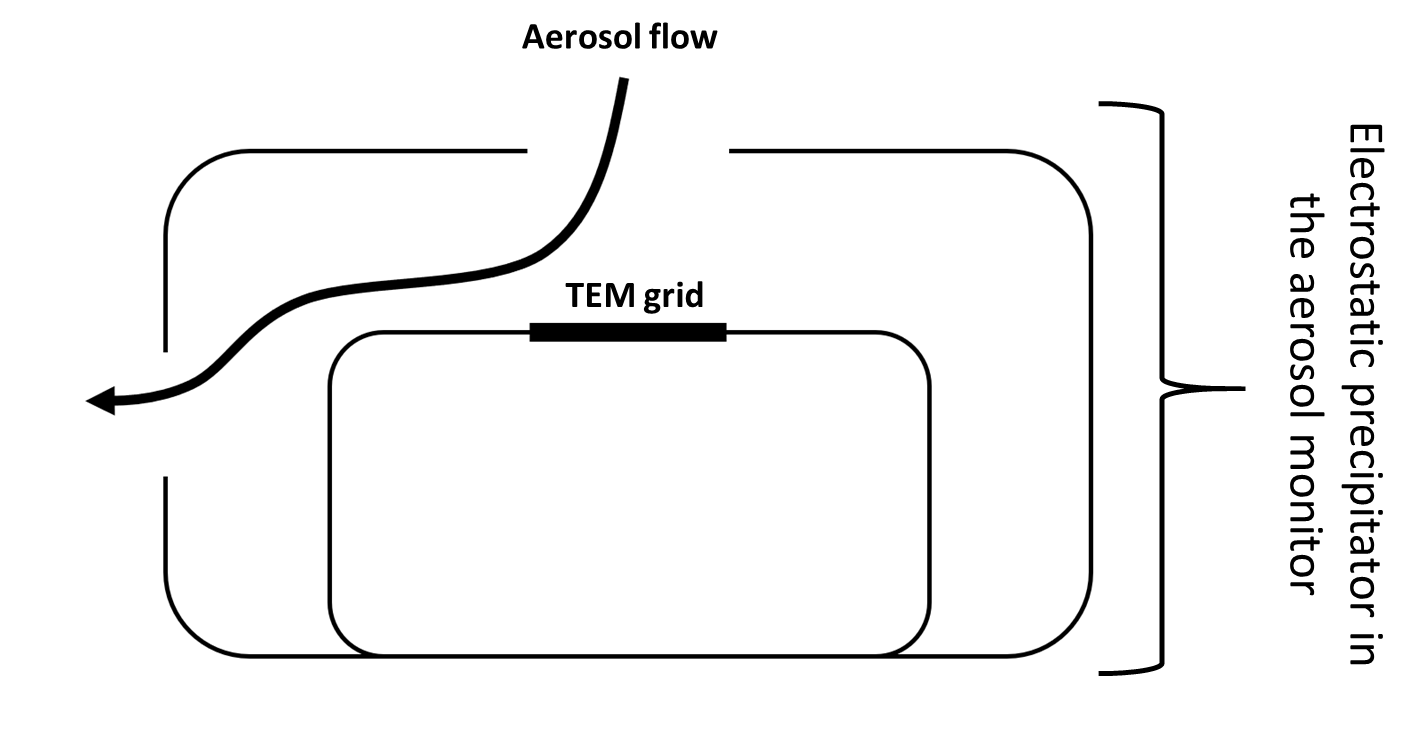 Aerosol flow
TEM grid
Electrostatic precipitator in
the aerosol monitor